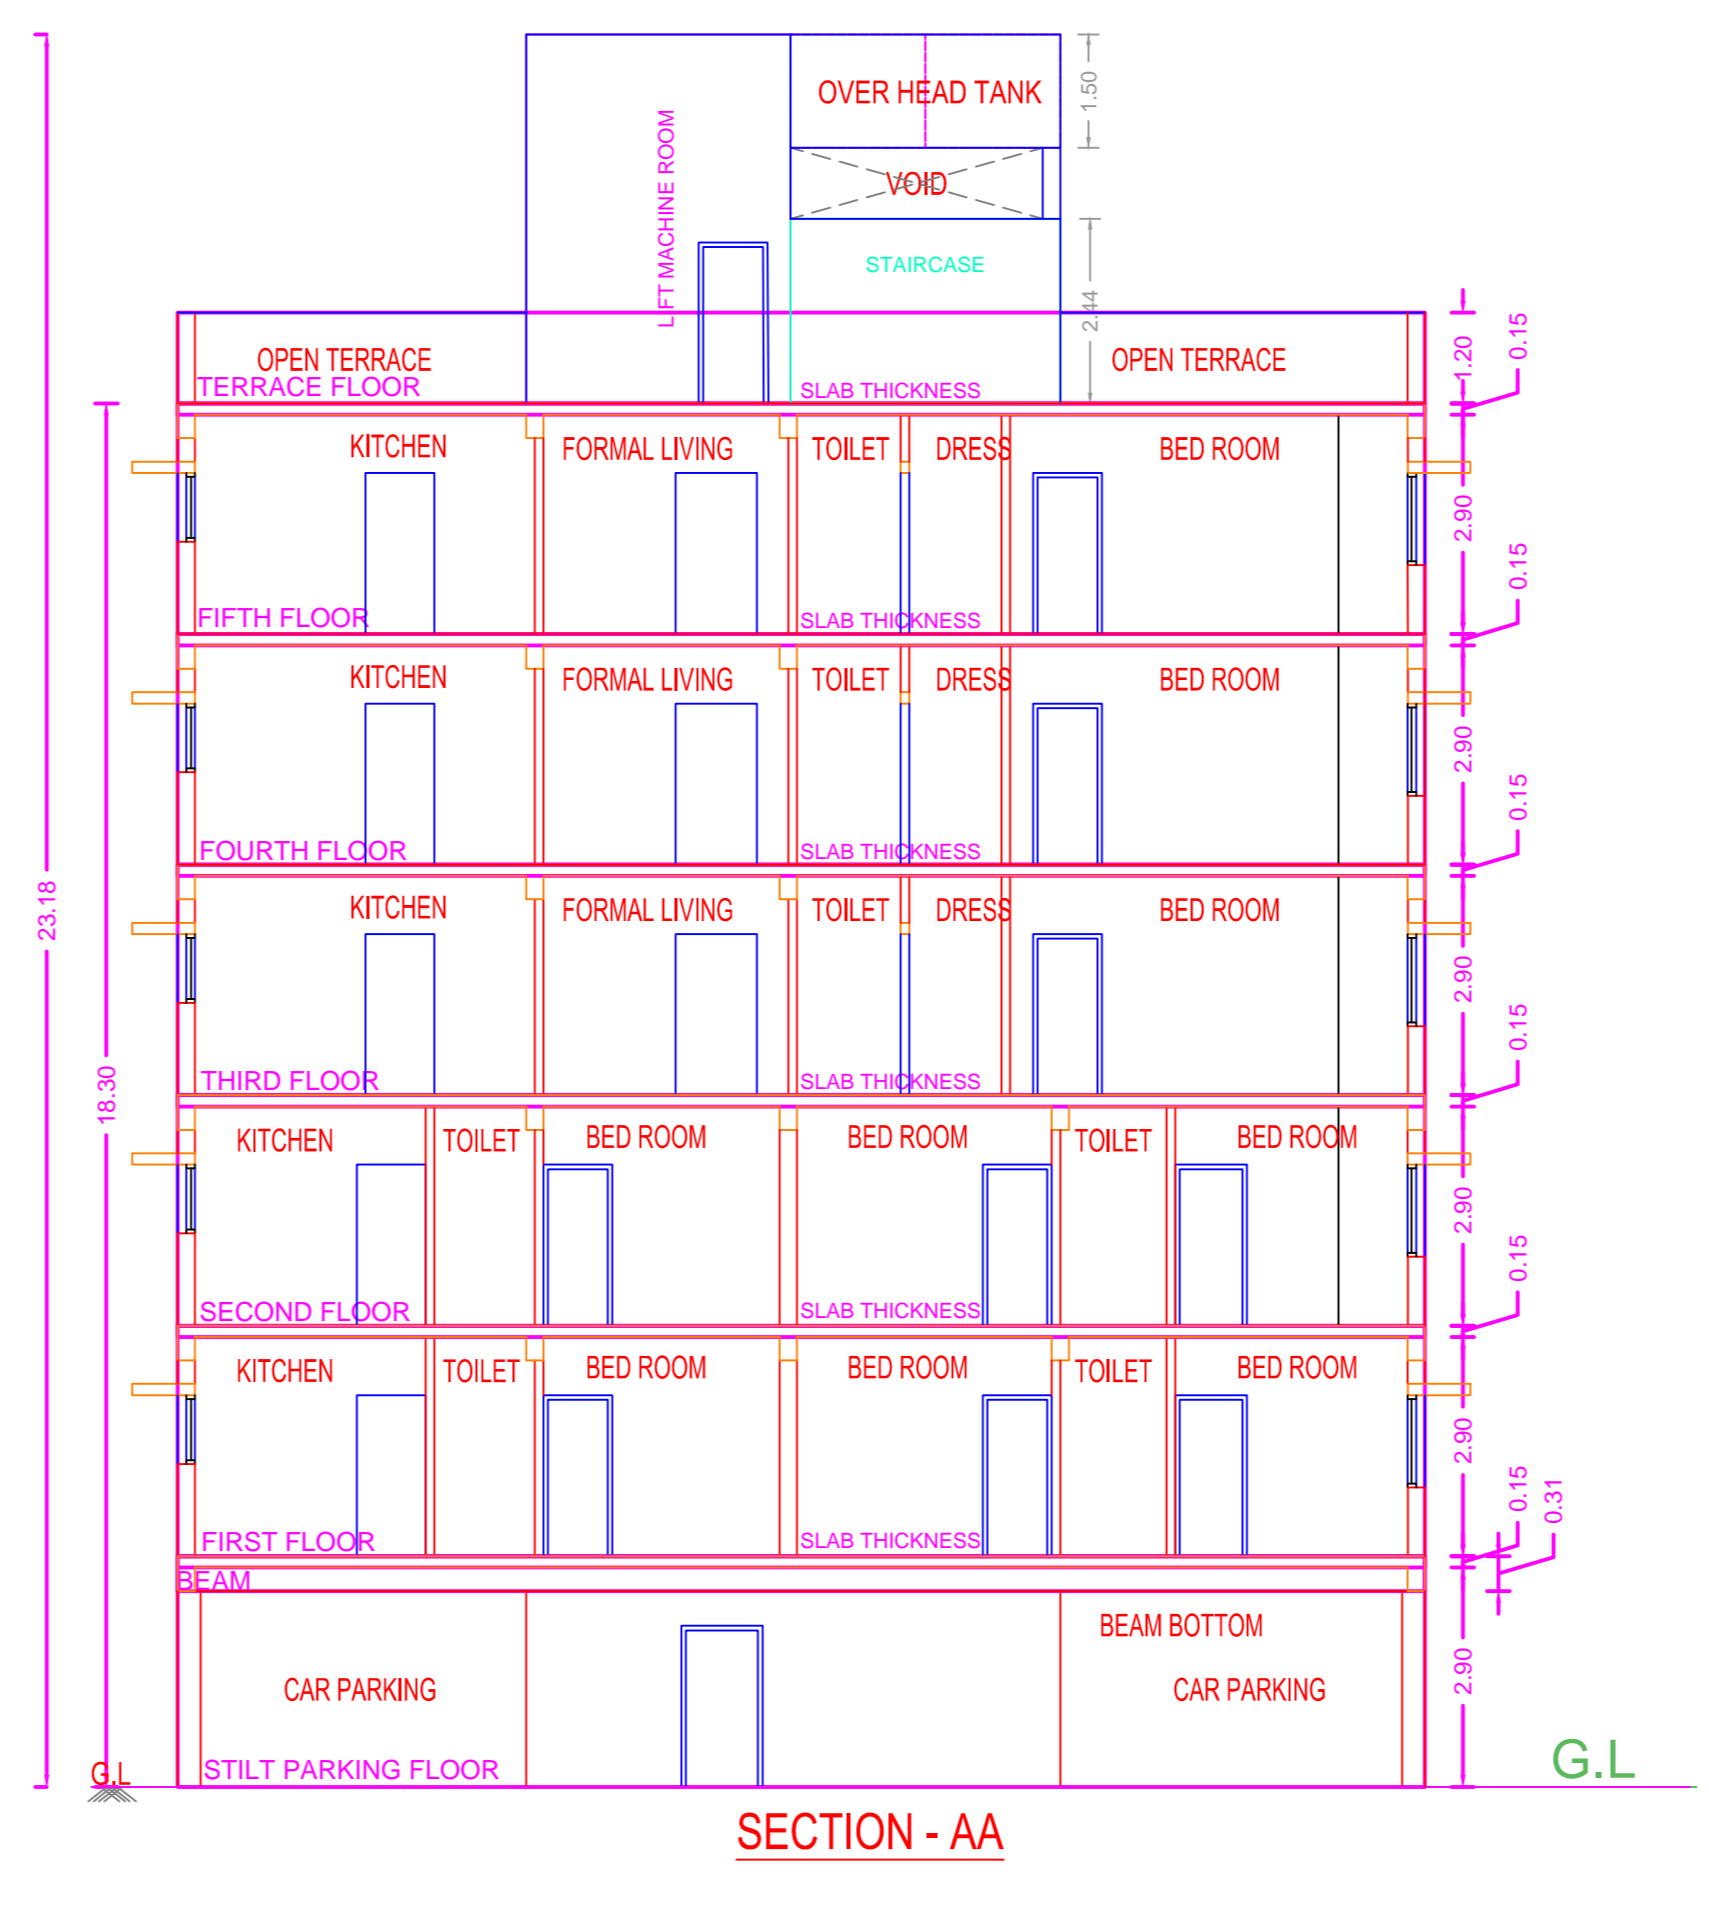 OVER HEAD TANK
1.50
LIFT MACHINE ROOM
VOID
STAIRCASE
2.44
OPEN TERRACE
OPEN TERRACE
1.20
0.15
TERRACE FLOOR
SLAB THICKNESS
KITCHEN
FORMAL LIVING
TOILET
DRESS
BED ROOM
2.90
0.15
FIFTH FLOOR
SLAB THICKNESS
KITCHEN
FORMAL LIVING
TOILET
DRESS
BED ROOM
2.90
0.15
FOURTH FLOOR
SLAB THICKNESS
23.18
KITCHEN
FORMAL LIVING
TOILET
DRESS
BED ROOM
2.90
0.15
18.30
THIRD FLOOR
SLAB THICKNESS
KITCHEN
TOILET
BED ROOM
BED ROOM
TOILET
BED ROOM
2.90
0.15
SECOND FLOOR
SLAB THICKNESS
KITCHEN
TOILET
BED ROOM
BED ROOM
TOILET
BED ROOM
2.90
0.15
0.31
FIRST FLOOR
SLAB THICKNESS
BEAM
BEAM BOTTOM
CAR PARKING
CAR PARKING
2.90
G.L
STILT PARKING FLOOR
G.L
SECTION - AA